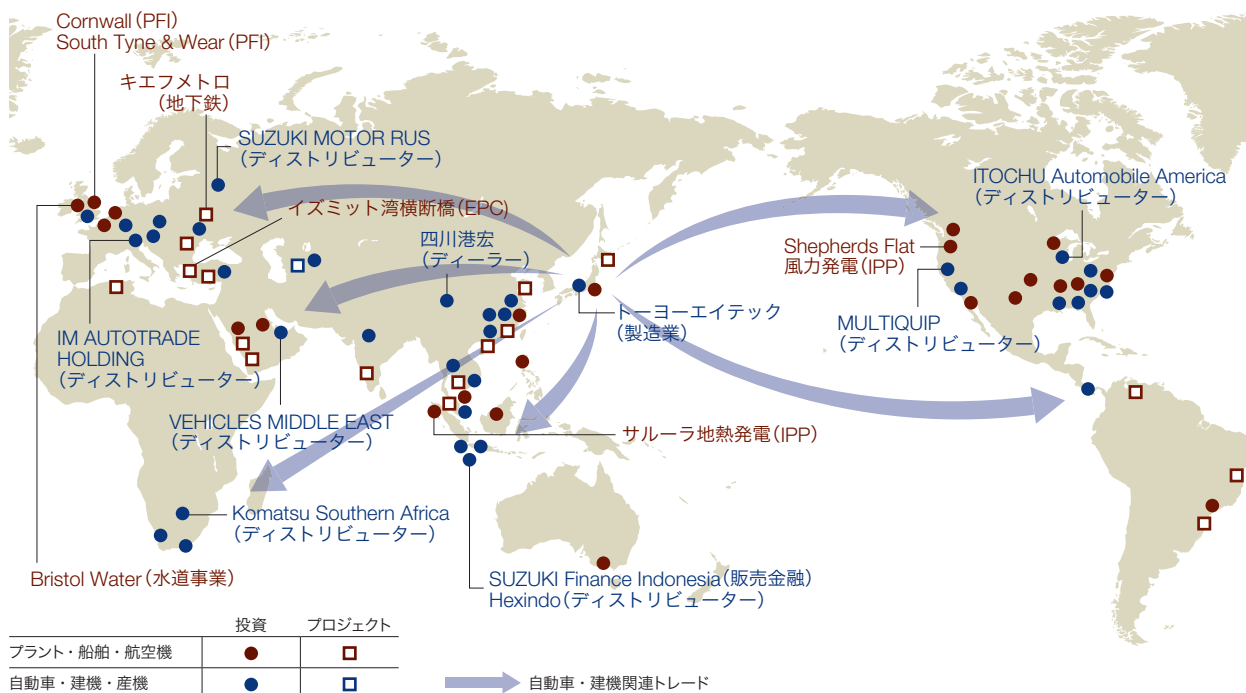 Cornwall(PFI)
South Tyne & Wear(PFI)
キエフメトロ
(地下鉄)
SUZUKI MOTOR RUS
(ディストリビューター)
イズミット湾横断橋(EPC)
四川港宏
(ディーラー)
ITOCHU Automobile America
(ディストリビューター)
Shepherds Flat
風力発電(IPP)
トーヨーエイテック
(製造業)
MULTIQUIP
(ディストリビューター)
IM AUTOTRADE
HOLDING
(ディストリビューター)
VEHICLES MIDDLE EAST
(ディストリビューター)
サルーラ地熱発電(IPP)
Komatsu Southern Africa
(ディストリビューター)
Bristol Water(水道事業)
SUZUKI Finance Indonesia(販売金融)
Hexindo(ディストリビューター)
投資 プロジェクト
プラント・船舶・航空機
自動車・建機・産機
自動車・建機関連トレード